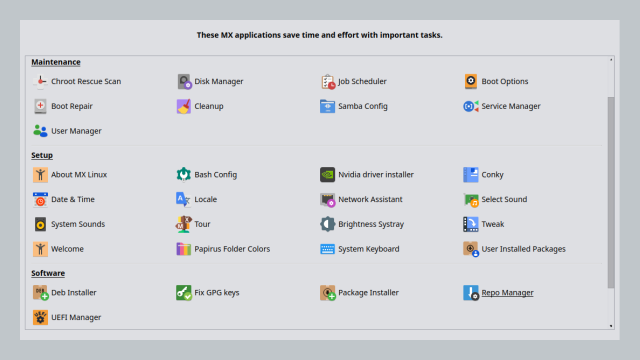 These MX applications save time and effort with important tasks.
Maintenance
Chroot Rescue Scan Disk Manager Job Scheduler Boot Options
Boot Repair Cleanup Samba Config Service Manager
User Manager
Setup
About MX Linux Bash Config Nvidia driver installer Conky
Date & Time Locale Network Assistant Select Sound
System Sounds Tour Brightness Systray Tweak
Welcome Papirus Folder Colors System Keyboard User Installed Packages
Software
Deb Installer Fix GPG keys Package Installer Repo Manager
UEFI Manager